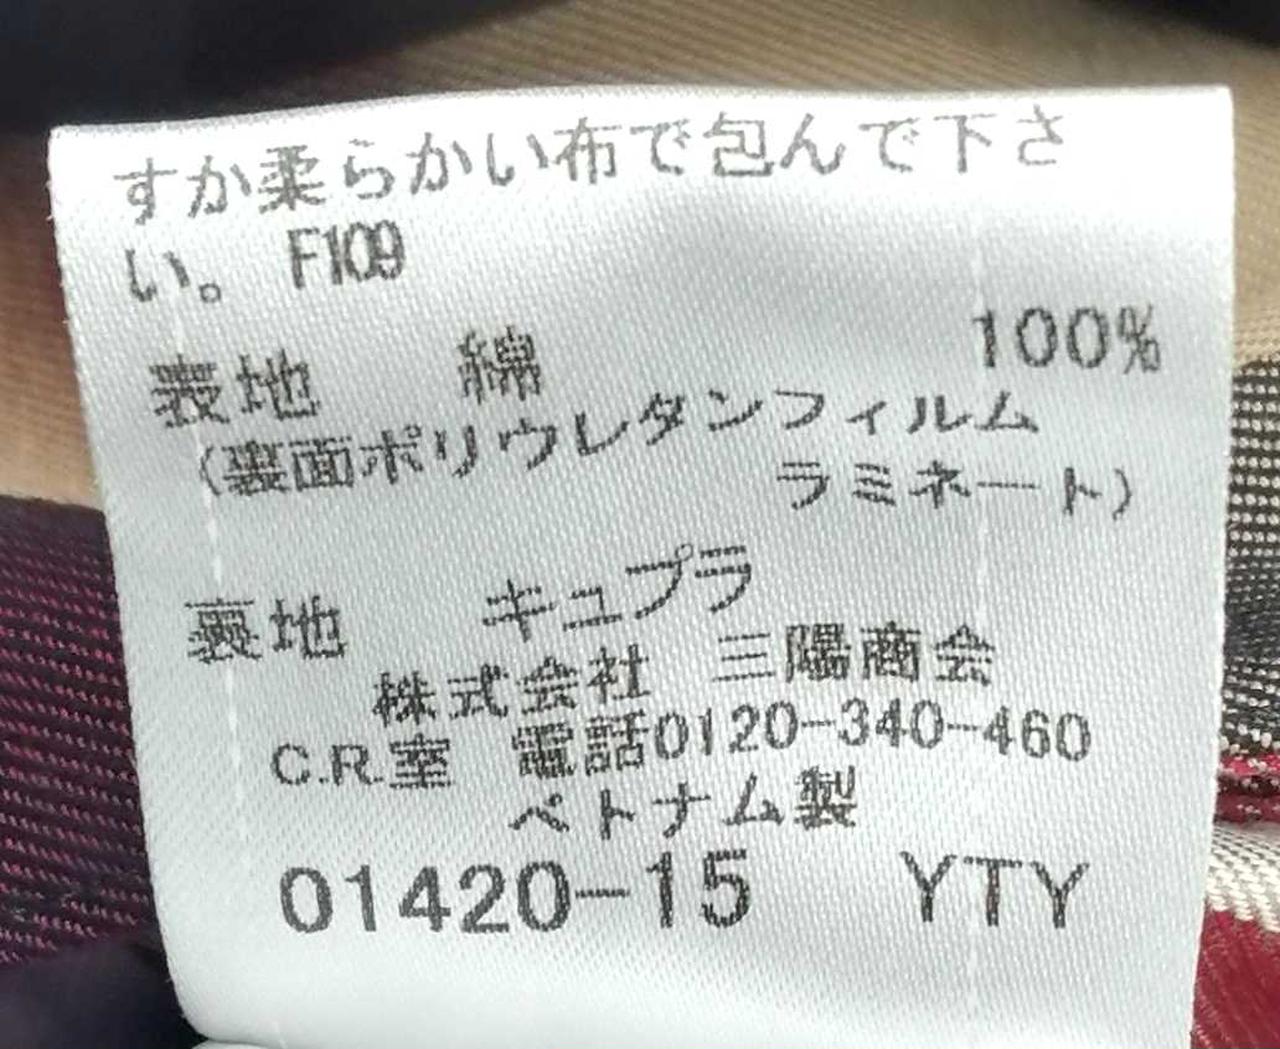 すか柔らかい布で包んで下さ
い。 F109
表地 綿 100%
(裏面ポリウレタンフィルム
ラミネート)
裏地 キュプラ
株式会社 三陽商会
C.R.室 電話0120-340-460
ベトナム製
01420-15 YTY